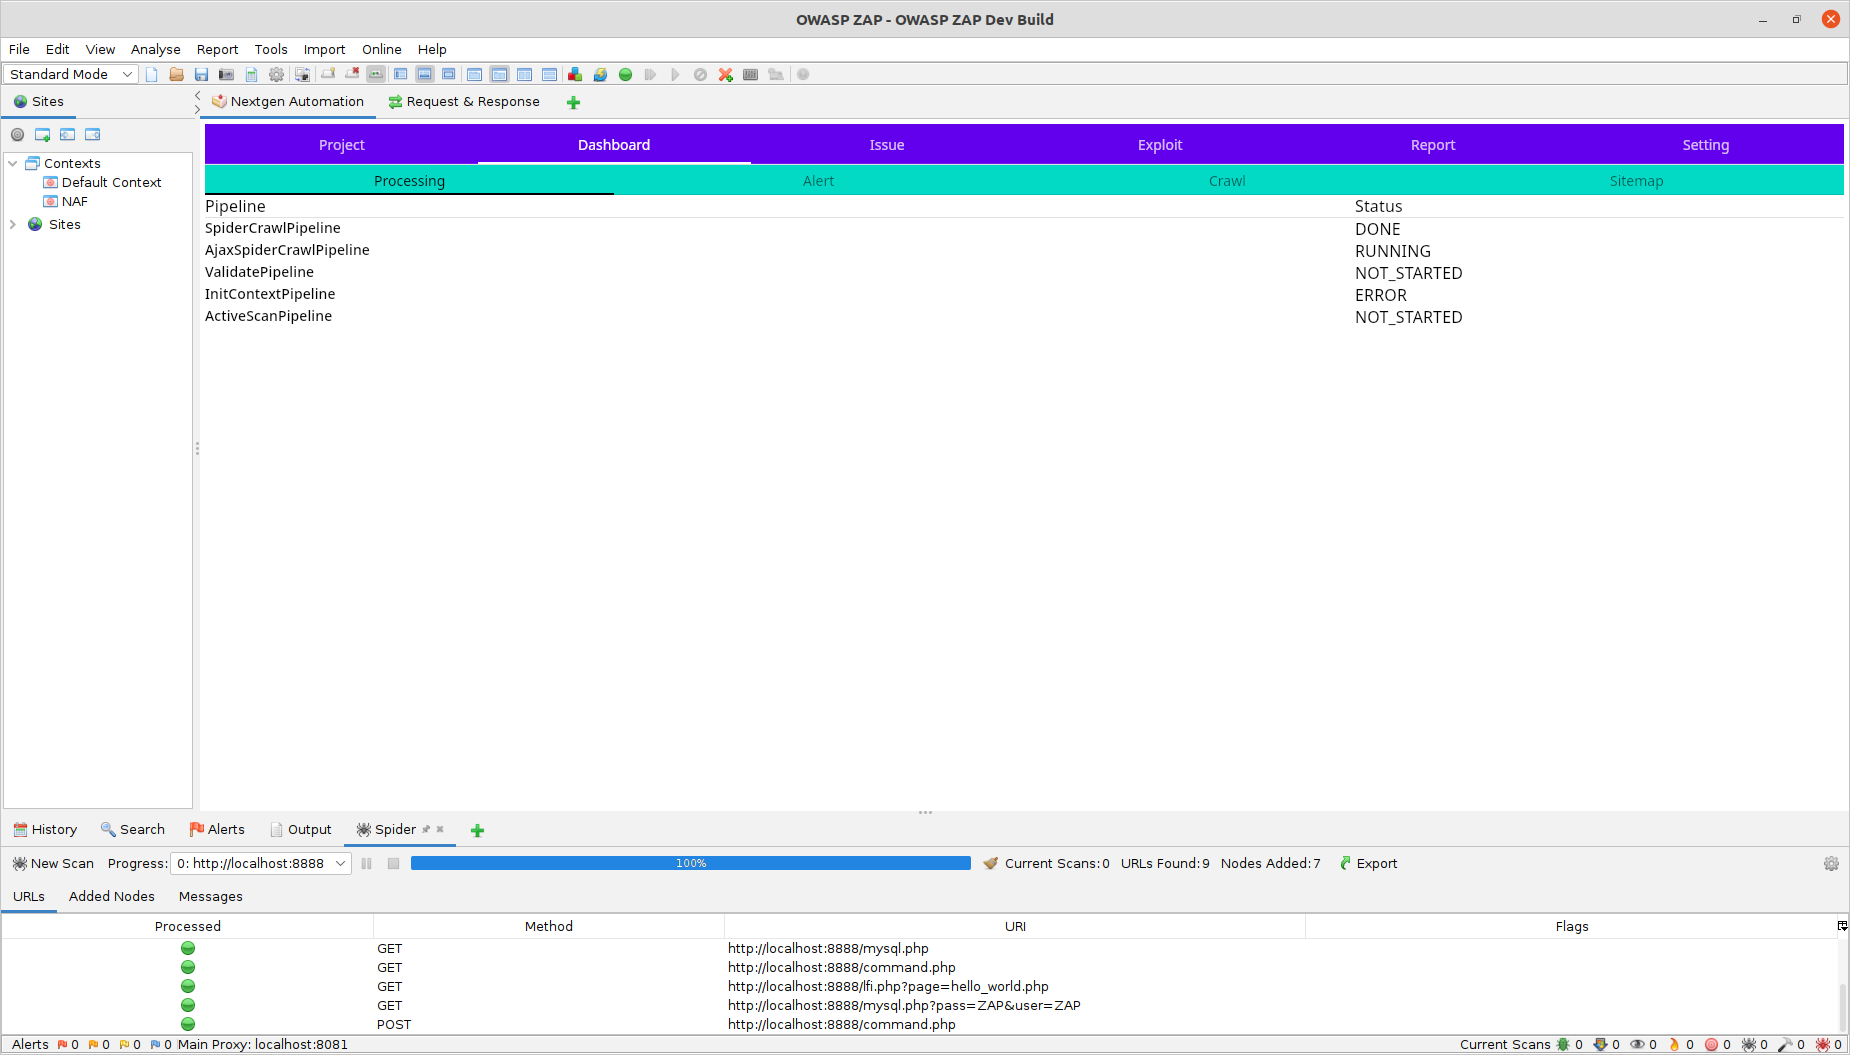 OWASP ZAP - OWASP ZAP Dev Build
File Edit View Analyse Report Tools Import Online Help
Standard Mode
Sites
Nextgen Automation Request & Response
Project Dashboard Issue Exploit Report Setting
Processing Alert Crawl Sitemap
Contexts
Default Context
NAF
Sites
Pipeline Status
SpiderCrawlPipeline DONE
AjaxSpiderCrawlPipeline RUNNING
ValidatePipeline NOT_STARTED
InitContextPipeline ERROR
ActiveScanPipeline NOT_STARTED
History Search Alerts Output Spider
New Scan Progress: 0: http://localhost:8888 100% Current Scans: 0 URLs Found: 9 Nodes Added: 7 Export
URLs Added Nodes Messages
Processed Method URI Flags
GET http://localhost:8888/mysql.php
GET http://localhost:8888/command.php
GET http://localhost:8888/lfi.php?page=hello_world.php
GET http://localhost:8888/mysql.php?pass=ZAP&user=ZAP
POST http://localhost:8888/command.php
Alerts 0 0 0 0 Main Proxy: localhost:8081 Current Scans 0 0 0 0 0 0 0 0